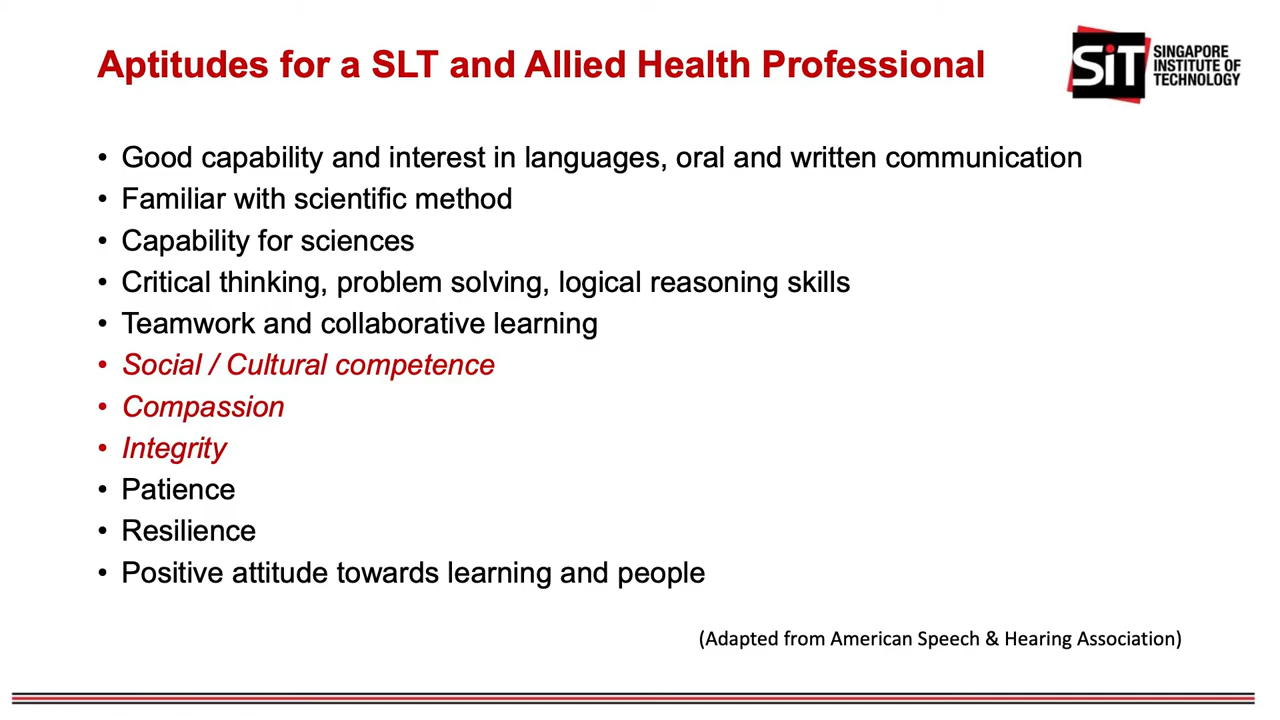 Aptitudes for a SLT and Allied Health Professional
SiT SINGAPORE
INSTITUTE OF
TECHNOLOGY
• Good capability and interest in languages, oral and written communication
• Familiar with scientific method
• Capability for sciences
• Critical thinking, problem solving, logical reasoning skills
• Teamwork and collaborative learning
• Social / Cultural competence
• Compassion
• Integrity
• Patience
• Resilience
• Positive attitude towards learning and people
(Adapted from American Speech & Hearing Association)